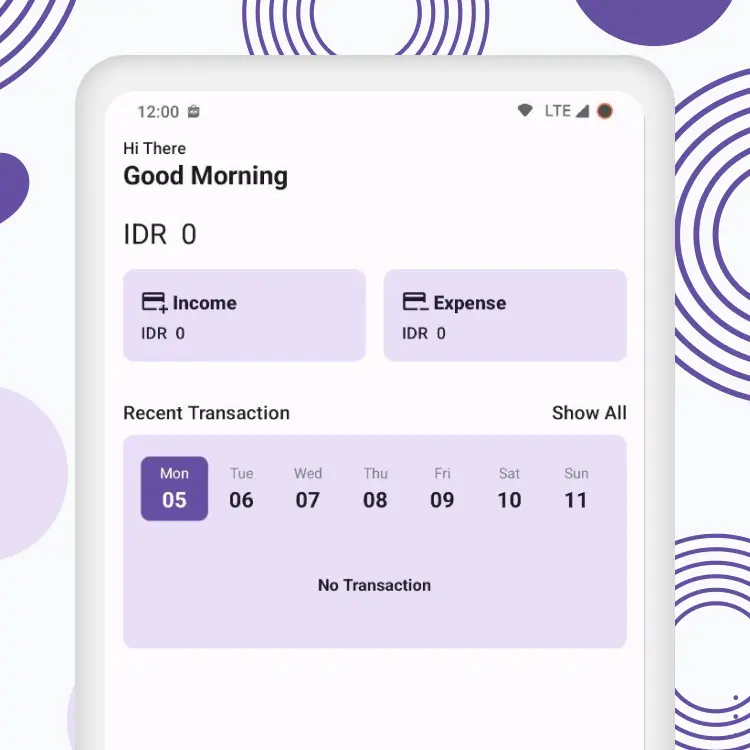 12:00 LTE
Hi There
Good Morning
IDR 0
Income
IDR 0
Expense
IDR 0
Recent Transaction Show All
Mon Tue Wed Thu Fri Sat Sun
05 06 07 08 09 10 11
No Transaction